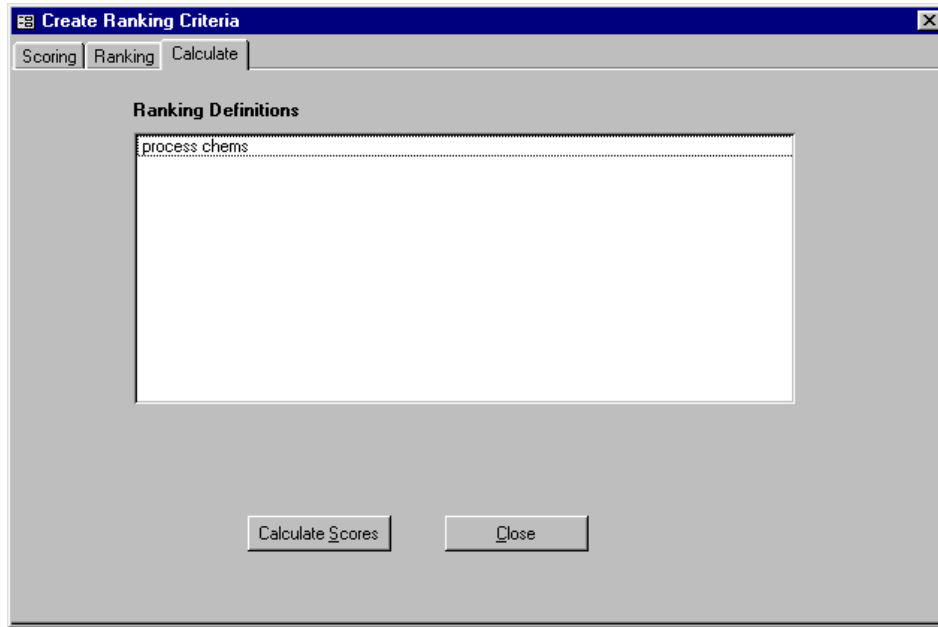 Create Ranking Criteria
Scoring Ranking Calculate
Ranking Definitions
process chems
Calculate Scores Close